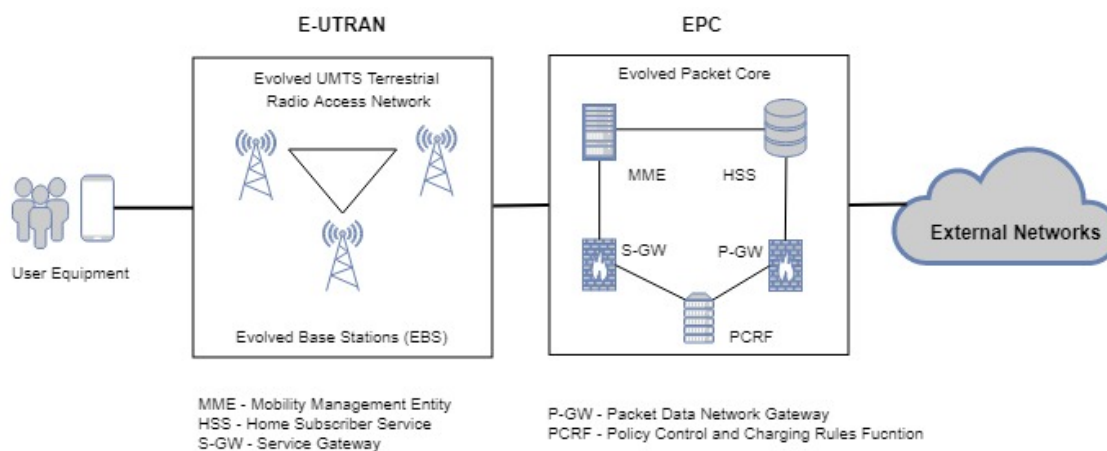 E-UTRAN
EPC
Evolved UMTS Terrestrial
Radio Access Network
Evolved Packet Core
MME
HSS
S-GW
P-GW
PCRF
User Equipment
External Networks
Evolved Base Stations (EBS)
MME - Mobility Management Entity
HSS - Home Subscriber Service
S-GW - Service Gateway
P-GW - Packet Data Network Gateway
PCRF - Policy Control and Charging Rules Fucntion